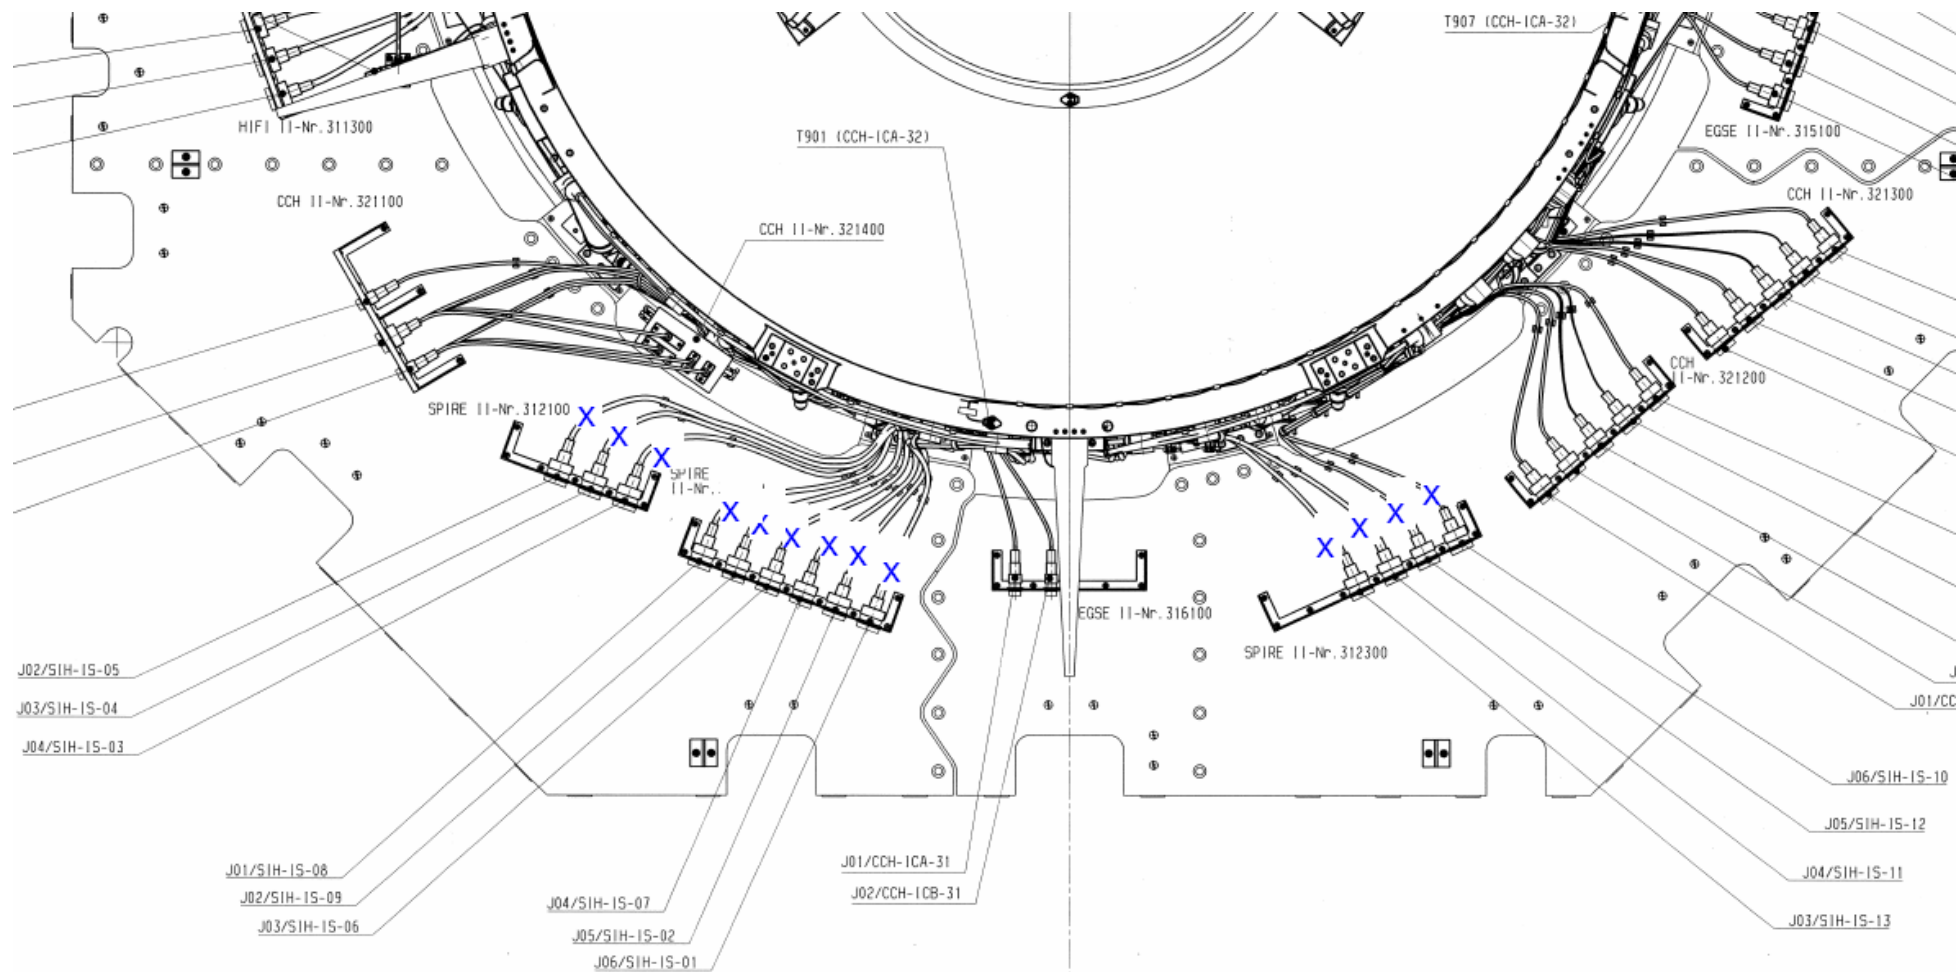 T907 (CCH-ICA-32)
HIFI II-Nr.311300
EGSE II-Nr.315100
T901 (CCH-ICA-32)
CCH II-Nr.321100
CCH II-Nr.321300
CCH II-Nr.321400
CCH
II-Nr.321200
SPIRE II-Nr.312100
X
X
X
SPIRE
II-Nr.
X
X
X
X
X
X
X
X
X
X
EGSE II-Nr.316100
SPIRE II-Nr.312300
J02/SIH-IS-05
J03/SIH-IS-04
J04/SIH-IS-03
J
J01/CC
J06/SIH-IS-10
J05/SIH-IS-12
J04/SIH-IS-11
J03/SIH-IS-13
J01/SIH-IS-08
J02/SIH-IS-09
J03/SIH-IS-06
J04/SIH-IS-07
J05/SIH-IS-02
J06/SIH-IS-01
J01/CCH-ICA-31
J02/CCH-ICB-31